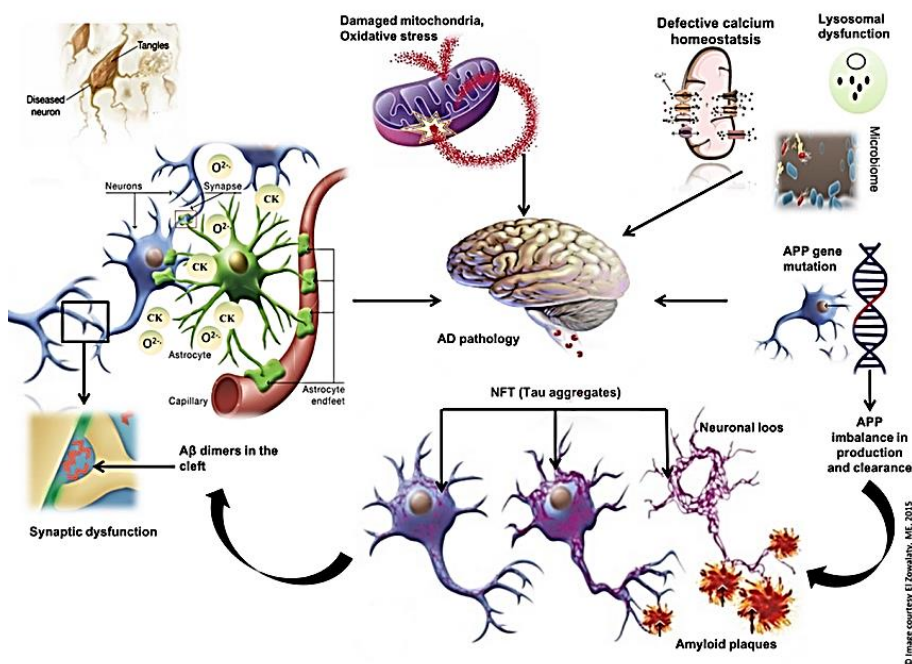 Damaged mitochondria,
Oxidative stress
Defective calcium
homeostatsis
Lysosomal
dysfunction
Microbiome
Tangles
Diseased
neuron
Neurons
Synapse
O²⁻·
CK
O²⁻·
CK
CK
O²⁻·
O²⁻·
Astrocyte
Capillary
Astrocyte
endfeet
AD pathology
APP gene
mutation
APP
imbalance in
production
and clearance
NFT (Tau aggregates)
Neuronal loos
Aβ dimers in the
cleft
Synaptic dysfunction
Amyloid plaques
D Image courtesy El Zowalaty, ME, 2015